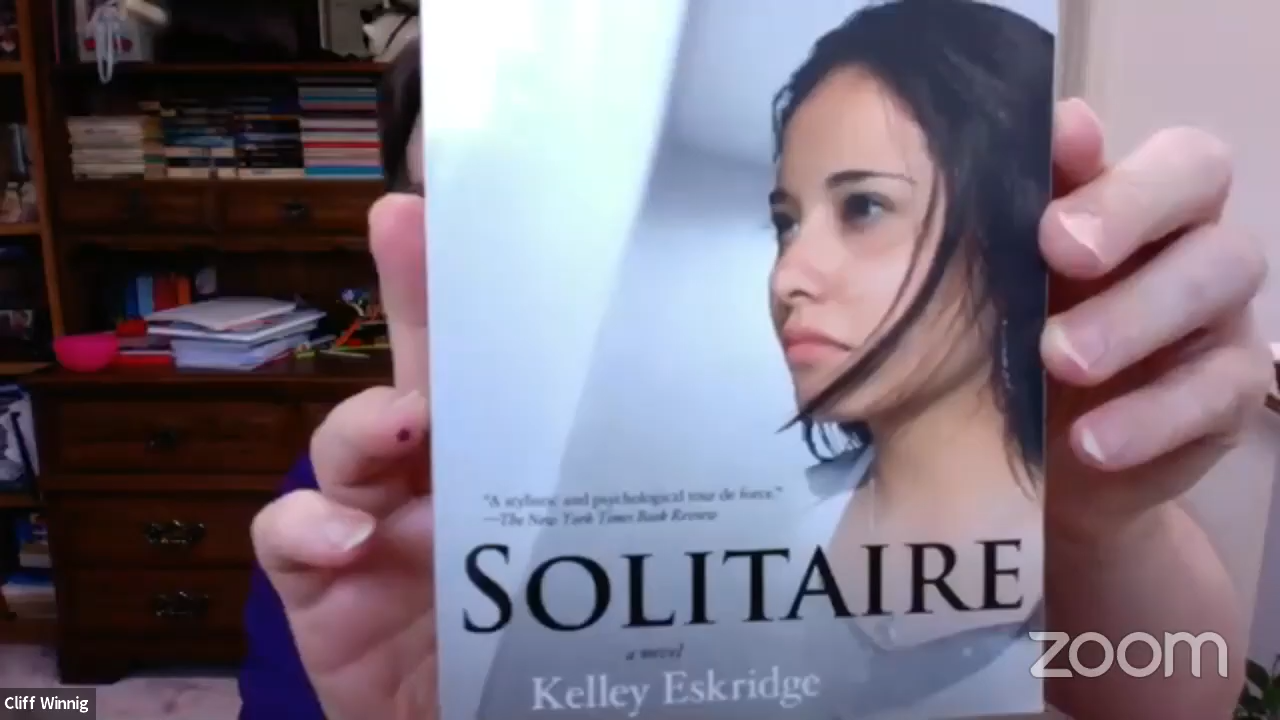 "A stylistic and psychological tour de force."
—The New York Times Book Review
SOLITAIRE
a novel
Kelley Eskridge
zoom
Cliff Winnig